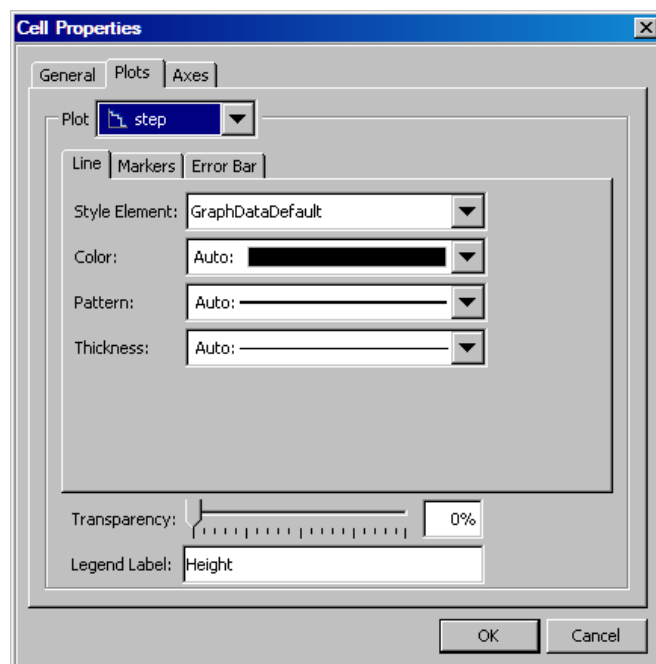 Cell Properties
General Plots Axes
Plot step
Line Markers Error Bar
Style Element: GraphDataDefault
Color: Auto:
Pattern: Auto:
Thickness: Auto:
Transparency: 0%
Legend Label: Height
OK Cancel